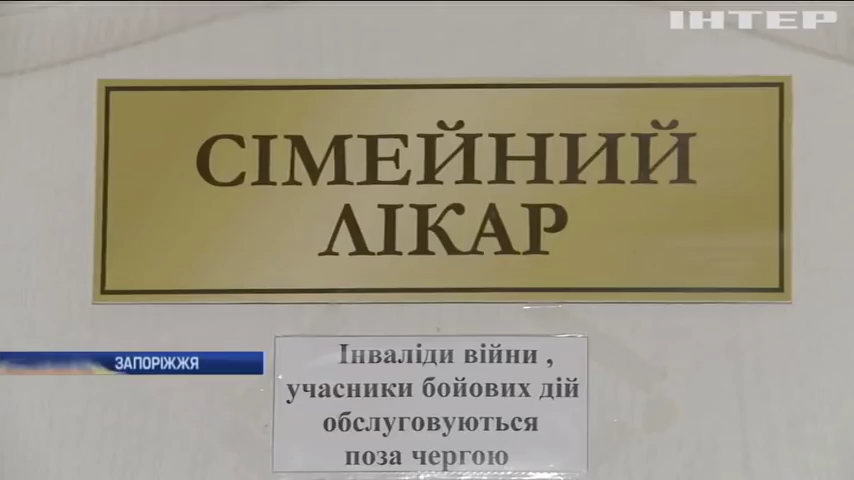 ІНТЕР
СІМЕЙНИЙ
ЛІКАР
ЗАПОРІЖЖЯ
Інваліди війни ,
учасники бойових дій
обслуговуються
поза чергою